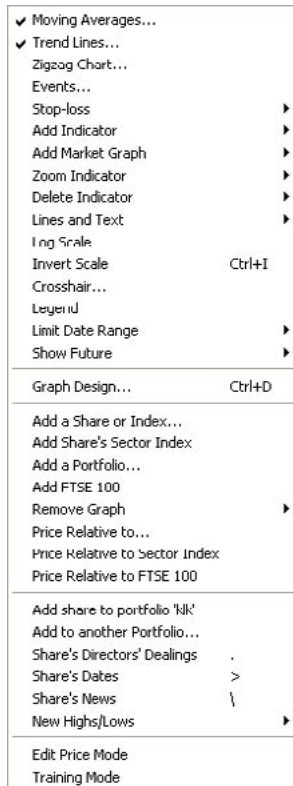 Moving Averages...
Trend Lines...
Zigzag Chart...
Events...
Stop-loss
Add Indicator
Add Market Graph
Zoom Indicator
Delete Indicator
Lines and Text
Log Scale
Invert Scale Ctrl+I
Crosshair...
Legend
Limit Date Range
Show Future
Graph Design... Ctrl+D
Add a Share or Index...
Add Share's Sector Index
Add a Portfolio...
Add FTSE 100
Remove Graph
Price Relative to...
Price Relative to Sector Index
Price Relative to FTSE 100
Add share to portfolio 'klk'
Add to another Portfolio...
Share's Directors' Dealings .
Share's Dates >
Share's News \
New Highs/Lows
Edit Price Mode
Training Mode